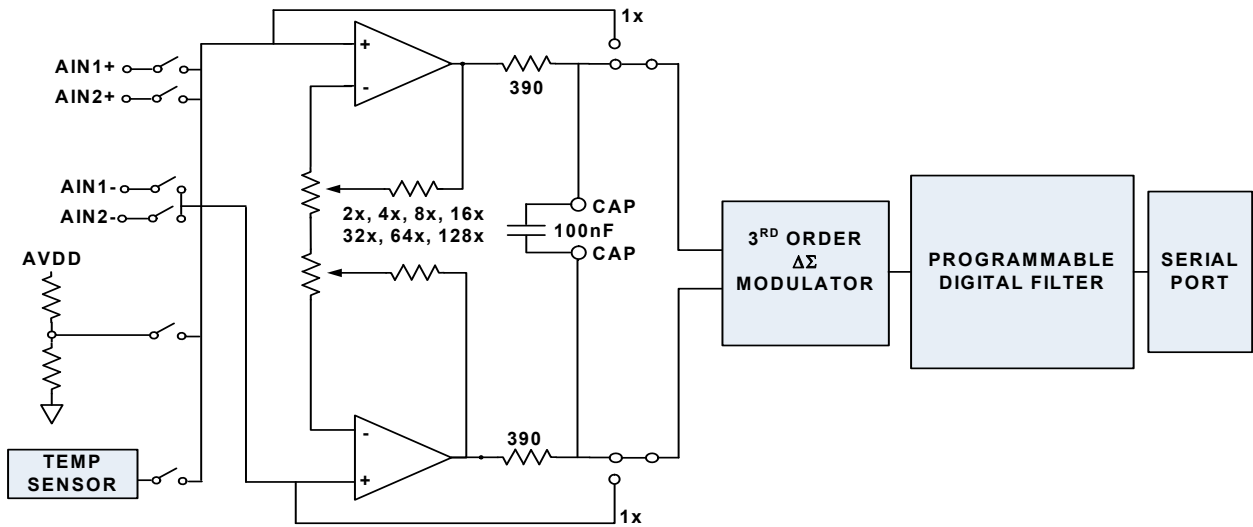 1x
AIN1+
AIN2+
+
-
390
AIN1-
AIN2-
2x, 4x, 8x, 16x
32x, 64x, 128x
CAP
100nF
CAP
AVDD
3RD ORDER
ΔΣ
MODULATOR
PROGRAMMABLE
DIGITAL FILTER
SERIAL
PORT
-
+
390
TEMP
SENSOR
1x